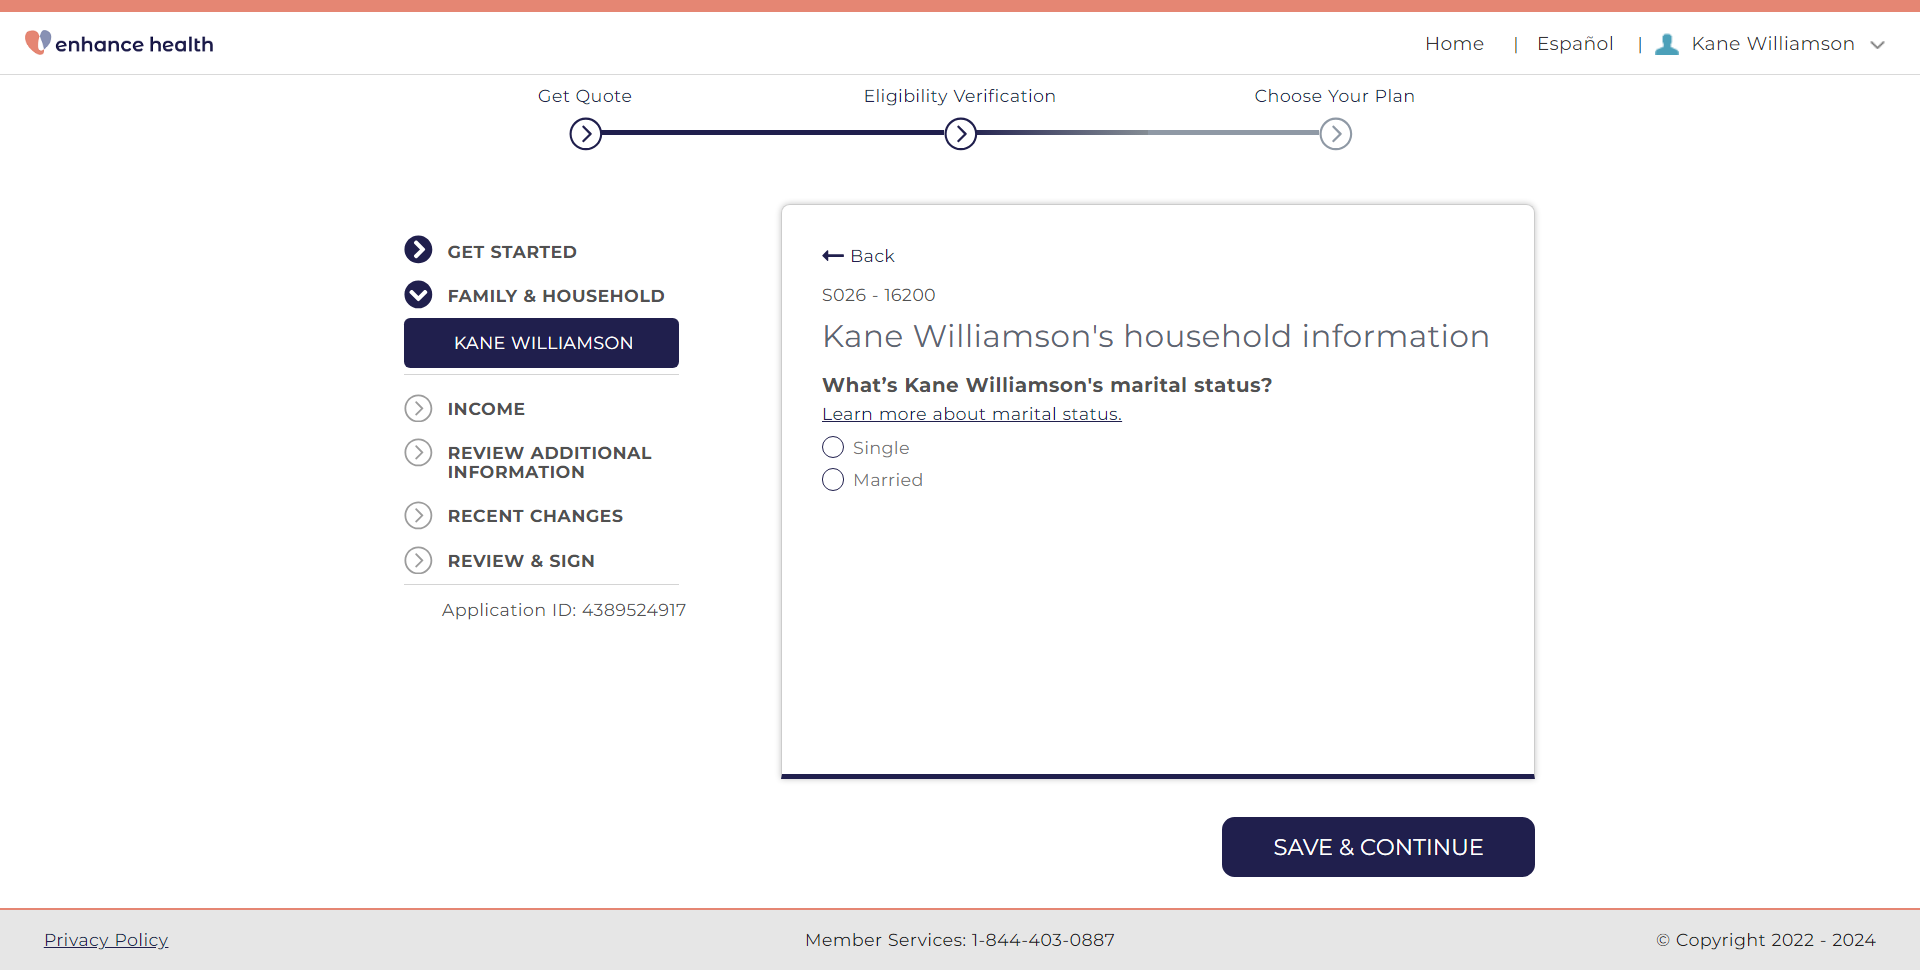 enhance health
Home | Español | Kane Williamson
Get Quote
Eligibility Verification
Choose Your Plan
GET STARTED
FAMILY & HOUSEHOLD
KANE WILLIAMSON
INCOME
REVIEW ADDITIONAL
INFORMATION
RECENT CHANGES
REVIEW & SIGN
Application ID: 4389524917
Back
S026 - 16200
Kane Williamson's household information
What’s Kane Williamson's marital status?
Learn more about marital status.
Single
Married
SAVE & CONTINUE
Privacy Policy
Member Services: 1-844-403-0887
© Copyright 2022 - 2024